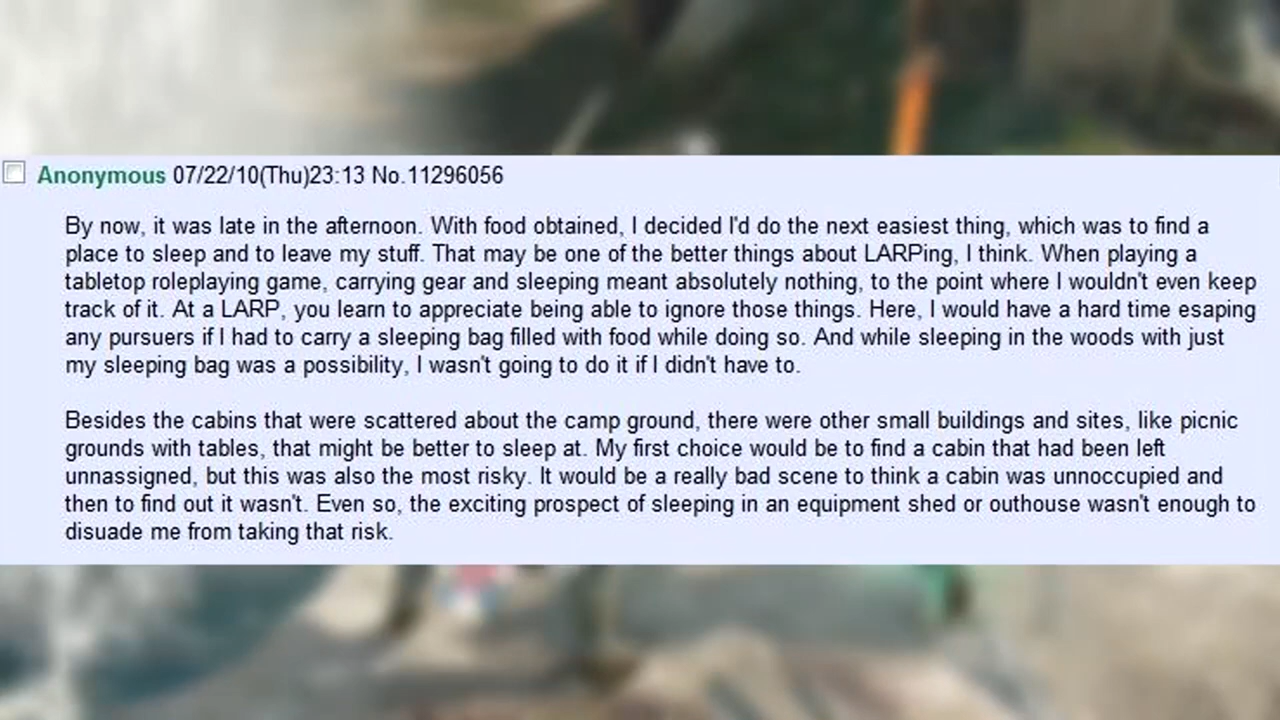 Anonymous 07/22/10(Thu)23:13 No.11296056
By now, it was late in the afternoon. With food obtained, I decided I'd do the next easiest thing, which was to find a
place to sleep and to leave my stuff. That may be one of the better things about LARPing, I think. When playing a
tabletop roleplaying game, carrying gear and sleeping meant absolutely nothing, to the point where I wouldn't even keep
track of it. At a LARP, you learn to appreciate being able to ignore those things. Here, I would have a hard time esaping
any pursuers if I had to carry a sleeping bag filled with food while doing so. And while sleeping in the woods with just
my sleeping bag was a possibility, I wasn't going to do it if I didn't have to.
Besides the cabins that were scattered about the camp ground, there were other small buildings and sites, like picnic
grounds with tables, that might be better to sleep at. My first choice would be to find a cabin that had been left
unnassigned, but this was also the most risky. It would be a really bad scene to think a cabin was unnoccupied and
then to find out it wasn't. Even so, the exciting prospect of sleeping in an equipment shed or outhouse wasn't enough to
disuade me from taking that risk.